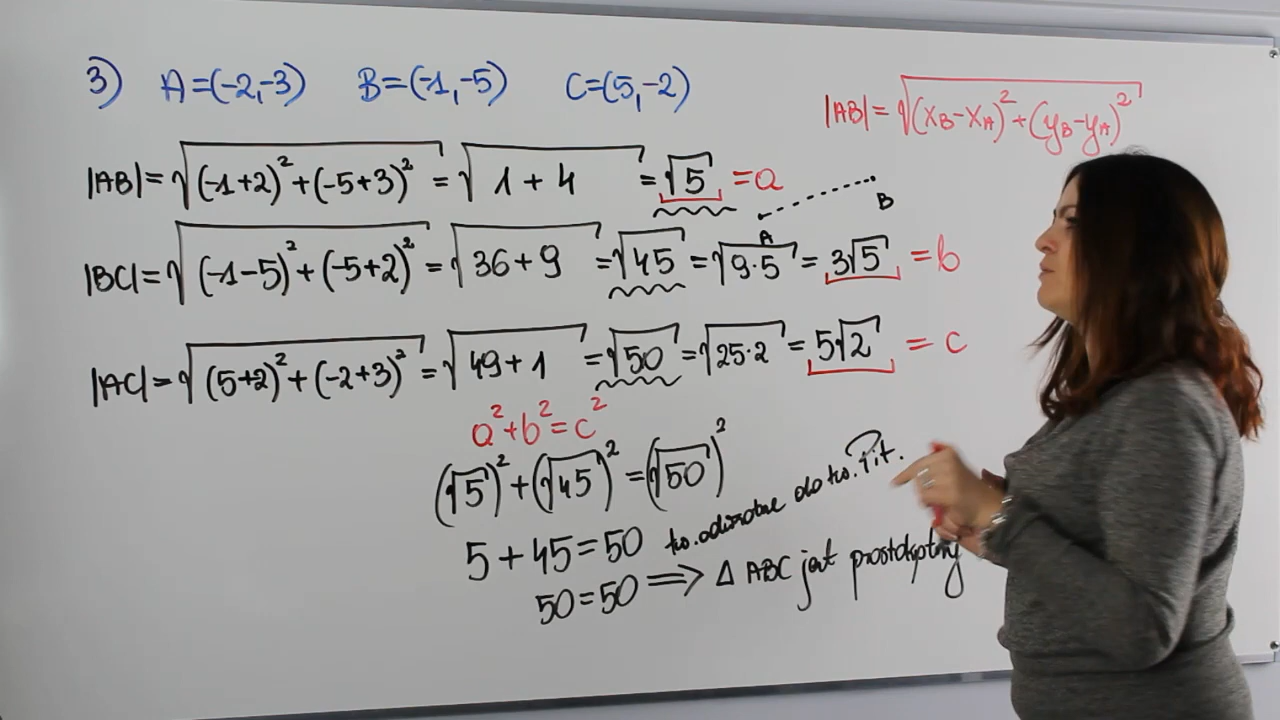 3) A=(-2,-3) B=(-1,-5) C=(5,-2)
|AB|=√((x_B-x_A)²+(y_B-y_A)²)
|AB|=√((-1+2)²+(-5+3)²)=√(1+4)=√5=a
A B
|BC|=√((-1-5)²+(-5+2)²)=√(36+9)=√45=√(9·5)=3√5=b
|AC|=√((5+2)²+(-2+3)²)=√(49+1)=√50=√(25·2)=5√2=c
a²+b²=c²
(√5)²+(√45)²=(√50)²
5+45=50 tw. odwrotne do tw. Pit.
50=50 ⟹ Δ ABC jest prostokątny